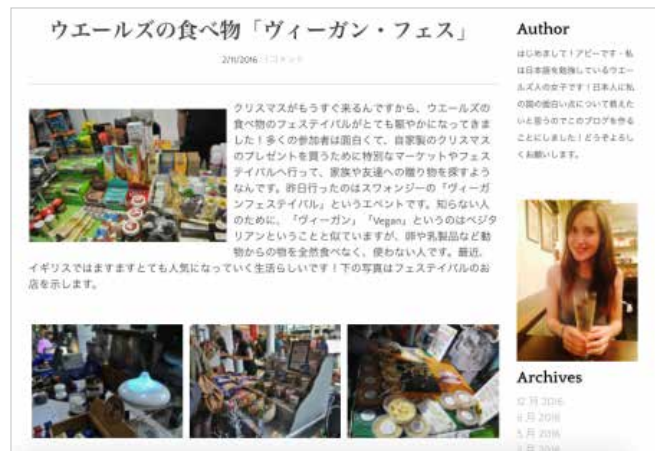 ウエールズの食べ物「ヴィーガン・フェス」
2/11/2016 1 コメント
クリスマスがもうすぐ来るんですから、ウエールズの
食べ物のフェステイバルがとても賑やかになってきま
した！多くの参加者は面白くて、自家製のクリスマス
のプレゼントを買うために特別なマーケットやフェス
テイバルへ行って、家族や友達への贈り物を探すよう
なんです。昨日行ったのはスウォンジーの「ヴィーガ
ンフェステイバル」というエベントです。知らない人
のために、「ヴィーガン」「Vegan」というのはベジタ
リアンということと似ていますが、卵や乳製品など動
物からの物を全然食べなく、使わない人です。最近、
イギリスではますますとても人気になっていく生活らしいです！下の写真はフェステイバルのお
店を示します。
Author
はじめまして！アビーです・私
は日本語を勉強しているウエー
ルズ人の女子です！日本人に私
の国の面白い点について教えた
いと思うのでこのブログを作る
ことにしました！どうぞよろし
くお願いします。
Archives
12 月 2016
5 月 2016